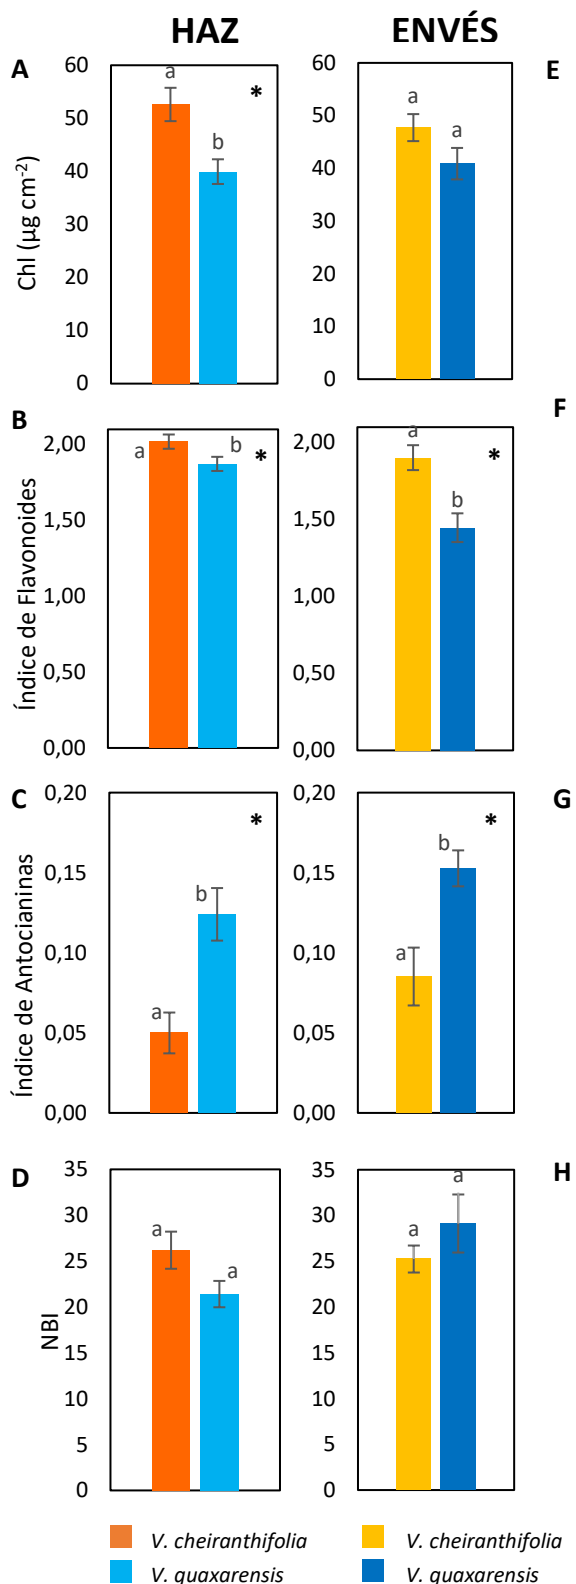 HAZ ENVÉS
A E
60 60
a *
50 50
a a
b
40 40
Chl (µg cm-2)
30 30
20 20
10 10
0 0
B F
2,00 2,00
a b * a *
b
1,50 1,50
Índice de Flavonoides
1,00 1,00
0,50 0,50
0,00 0,00
C G
0,20 0,20
* *
0,15 0,15
b b
Índice de Antocianinas
0,10 0,10
a a
0,05 0,05
0,00 0,00
D H
35 35
a
30 30
a a
25 25
a
20 20
NBI
15 15
10 10
5 5
0 0
V. cheiranthifolia V. cheiranthifolia
V. guaxarensis V. guaxarensis